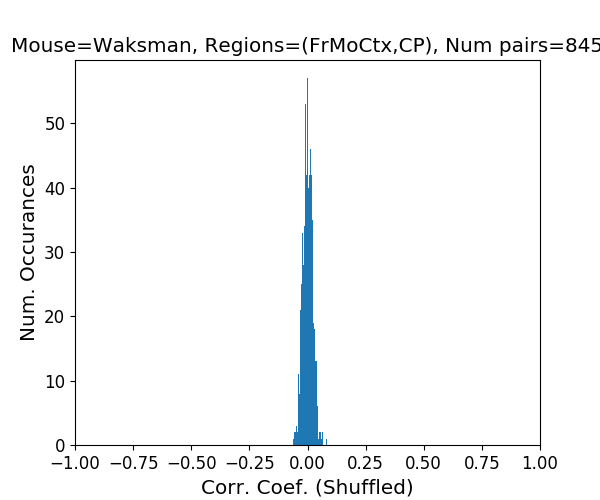 Mouse=Waksman, Regions=(FrMoCtx,CP), Num pairs=845
Num. Occurances
50
40
30
20
10
0
−1.00 −0.75 −0.50 −0.25 0.00 0.25 0.50 0.75 1.00
Corr. Coef. (Shuffled)